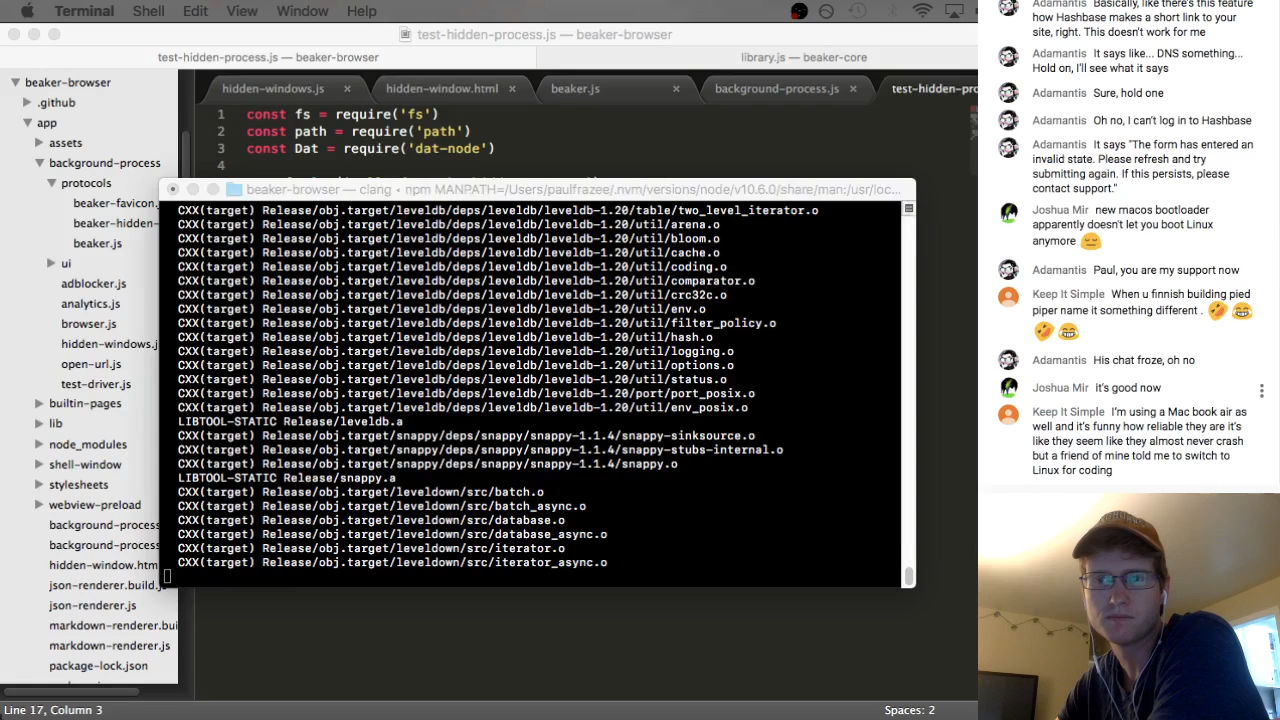 Terminal Shell Edit View Window Help
test-hidden-process.js — beaker-browser
test-hidden-process.js — beaker-browser
library.js — beaker-core
beaker-browser
.github
app
assets
background-process
protocols
beaker-favicon.
beaker-hidden-
beaker.js
ui
adblocker.js
analytics.js
browser.js
hidden-windows.j
open-url.js
test-driver.js
builtin-pages
lib
node_modules
shell-window
stylesheets
webview-preload
background-proces
background-proces
hidden-window.htm
json-renderer.build.j
json-renderer.js
markdown-renderer.bui
markdown-renderer.js
package-lock.json
hidden-windows.js ×
hidden-window.html ×
beaker.js ×
background-process.js ×
test-hidden-pro
1 const fs = require('fs')
2 const path = require('path')
3 const Dat = require('dat-node')
4
beaker-browser — clang • npm MANPATH=/Users/paulfrazee/.nvm/versions/node/v10.6.0/share/man:/usr/loc...
CXX(target) Release/obj.target/leveldb/deps/leveldb/leveldb-1.20/table/two_level_iterator.o
CXX(target) Release/obj.target/leveldb/deps/leveldb/leveldb-1.20/util/arena.o
CXX(target) Release/obj.target/leveldb/deps/leveldb/leveldb-1.20/util/bloom.o
CXX(target) Release/obj.target/leveldb/deps/leveldb/leveldb-1.20/util/cache.o
CXX(target) Release/obj.target/leveldb/deps/leveldb/leveldb-1.20/util/coding.o
CXX(target) Release/obj.target/leveldb/deps/leveldb/leveldb-1.20/util/comparator.o
CXX(target) Release/obj.target/leveldb/deps/leveldb/leveldb-1.20/util/crc32c.o
CXX(target) Release/obj.target/leveldb/deps/leveldb/leveldb-1.20/util/env.o
CXX(target) Release/obj.target/leveldb/deps/leveldb/leveldb-1.20/util/filter_policy.o
CXX(target) Release/obj.target/leveldb/deps/leveldb/leveldb-1.20/util/hash.o
CXX(target) Release/obj.target/leveldb/deps/leveldb/leveldb-1.20/util/logging.o
CXX(target) Release/obj.target/leveldb/deps/leveldb/leveldb-1.20/util/options.o
CXX(target) Release/obj.target/leveldb/deps/leveldb/leveldb-1.20/util/status.o
CXX(target) Release/obj.target/leveldb/deps/leveldb/leveldb-1.20/port/port_posix.o
CXX(target) Release/obj.target/leveldb/deps/leveldb/leveldb-1.20/util/env_posix.o
LIBTOOL-STATIC Release/leveldb.a
CXX(target) Release/obj.target/snappy/deps/snappy/snappy-1.1.4/snappy-sinksource.o
CXX(target) Release/obj.target/snappy/deps/snappy/snappy-1.1.4/snappy-stubs-internal.o
CXX(target) Release/obj.target/snappy/deps/snappy/snappy-1.1.4/snappy.o
LIBTOOL-STATIC Release/snappy.a
CXX(target) Release/obj.target/leveldown/src/batch.o
CXX(target) Release/obj.target/leveldown/src/batch_async.o
CXX(target) Release/obj.target/leveldown/src/database.o
CXX(target) Release/obj.target/leveldown/src/database_async.o
CXX(target) Release/obj.target/leveldown/src/iterator.o
CXX(target) Release/obj.target/leveldown/src/iterator_async.o
Line 17, Column 3
Spaces: 2
Adamantis Basically, like there's this feature
how Hashbase makes a short link to your
site, right. This doesn't work for me
Adamantis It says like... DNS something...
Hold on, I'll see what it says
Adamantis Sure, hold one
Adamantis Oh no, I can't log in to Hashbase
Adamantis It says "The form has entered an
invalid state. Please refresh and try
submitting again. If this persists, please
contact support."
Joshua Mir new macos bootloader
apparently doesn't let you boot Linux
anymore 😔
Adamantis Paul, you are my support now
Keep It Simple When u finnish building pied
piper name it something different . 🤣 😂
🤣 😂
Adamantis His chat froze, oh no
Joshua Mir it's good now
Keep It Simple I'm using a Mac book air as
well and it's funny how reliable they are it's
like they seem like they almost never crash
but a friend of mine told me to switch to
Linux for coding